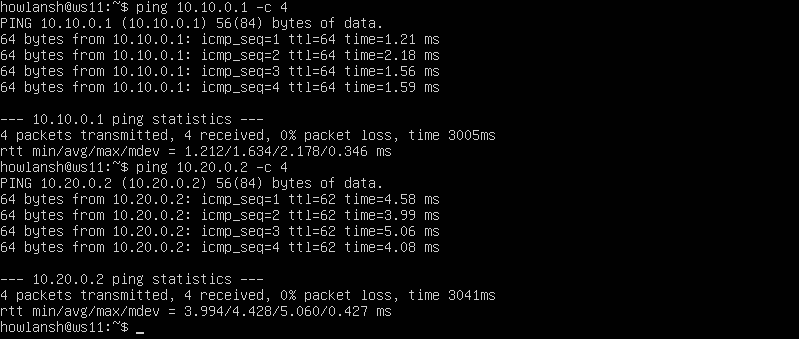 howlansh@ws11:~$ ping 10.10.0.1 -c 4
PING 10.10.0.1 (10.10.0.1) 56(84) bytes of data.
64 bytes from 10.10.0.1: icmp_seq=1 ttl=64 time=1.21 ms
64 bytes from 10.10.0.1: icmp_seq=2 ttl=64 time=2.18 ms
64 bytes from 10.10.0.1: icmp_seq=3 ttl=64 time=1.56 ms
64 bytes from 10.10.0.1: icmp_seq=4 ttl=64 time=1.59 ms

--- 10.10.0.1 ping statistics ---
4 packets transmitted, 4 received, 0% packet loss, time 3005ms
rtt min/avg/max/mdev = 1.212/1.634/2.178/0.346 ms
howlansh@ws11:~$ ping 10.20.0.2 -c 4
PING 10.20.0.2 (10.20.0.2) 56(84) bytes of data.
64 bytes from 10.20.0.2: icmp_seq=1 ttl=62 time=4.58 ms
64 bytes from 10.20.0.2: icmp_seq=2 ttl=62 time=3.99 ms
64 bytes from 10.20.0.2: icmp_seq=3 ttl=62 time=5.06 ms
64 bytes from 10.20.0.2: icmp_seq=4 ttl=62 time=4.08 ms

--- 10.20.0.2 ping statistics ---
4 packets transmitted, 4 received, 0% packet loss, time 3041ms
rtt min/avg/max/mdev = 3.994/4.428/5.060/0.427 ms
howlansh@ws11:~$ _